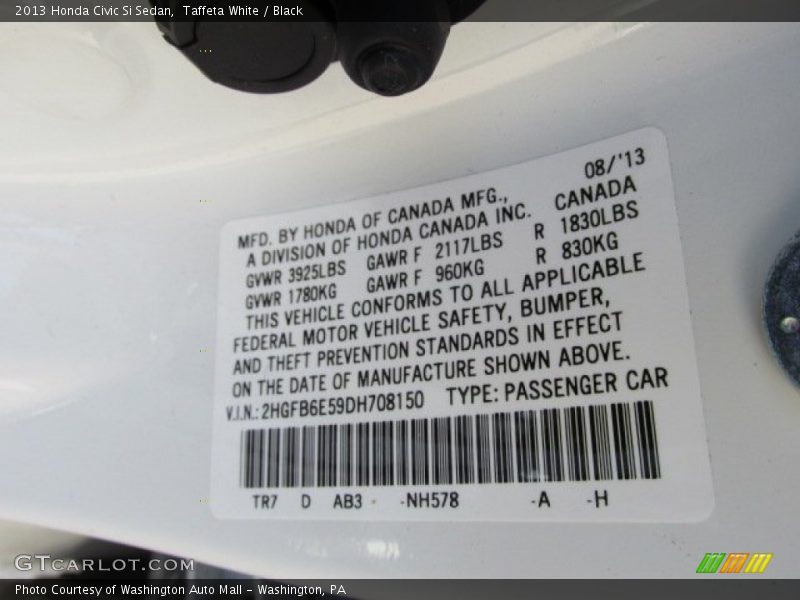 2013 Honda Civic Si Sedan,  Taffeta White / Black
MFD. BY HONDA OF CANADA MFG., 08/'13
A DIVISION OF HONDA CANADA INC. CANADA
GVWR 3925LBS GAWR F 2117LBS R 1830LBS
GVWR 1780KG GAWR F 960KG R 830KG
THIS VEHICLE CONFORMS TO ALL APPLICABLE
FEDERAL MOTOR VEHICLE SAFETY, BUMPER,
AND THEFT PREVENTION STANDARDS IN EFFECT
ON THE DATE OF MANUFACTURE SHOWN ABOVE.
V.I.N.: 2HGFB6E59DH708150 TYPE: PASSENGER CAR
TR7 D AB3 -NH578 -A -H
GTCARLOT.COM
Photo Courtesy of Washington Auto Mall - Washington, PA